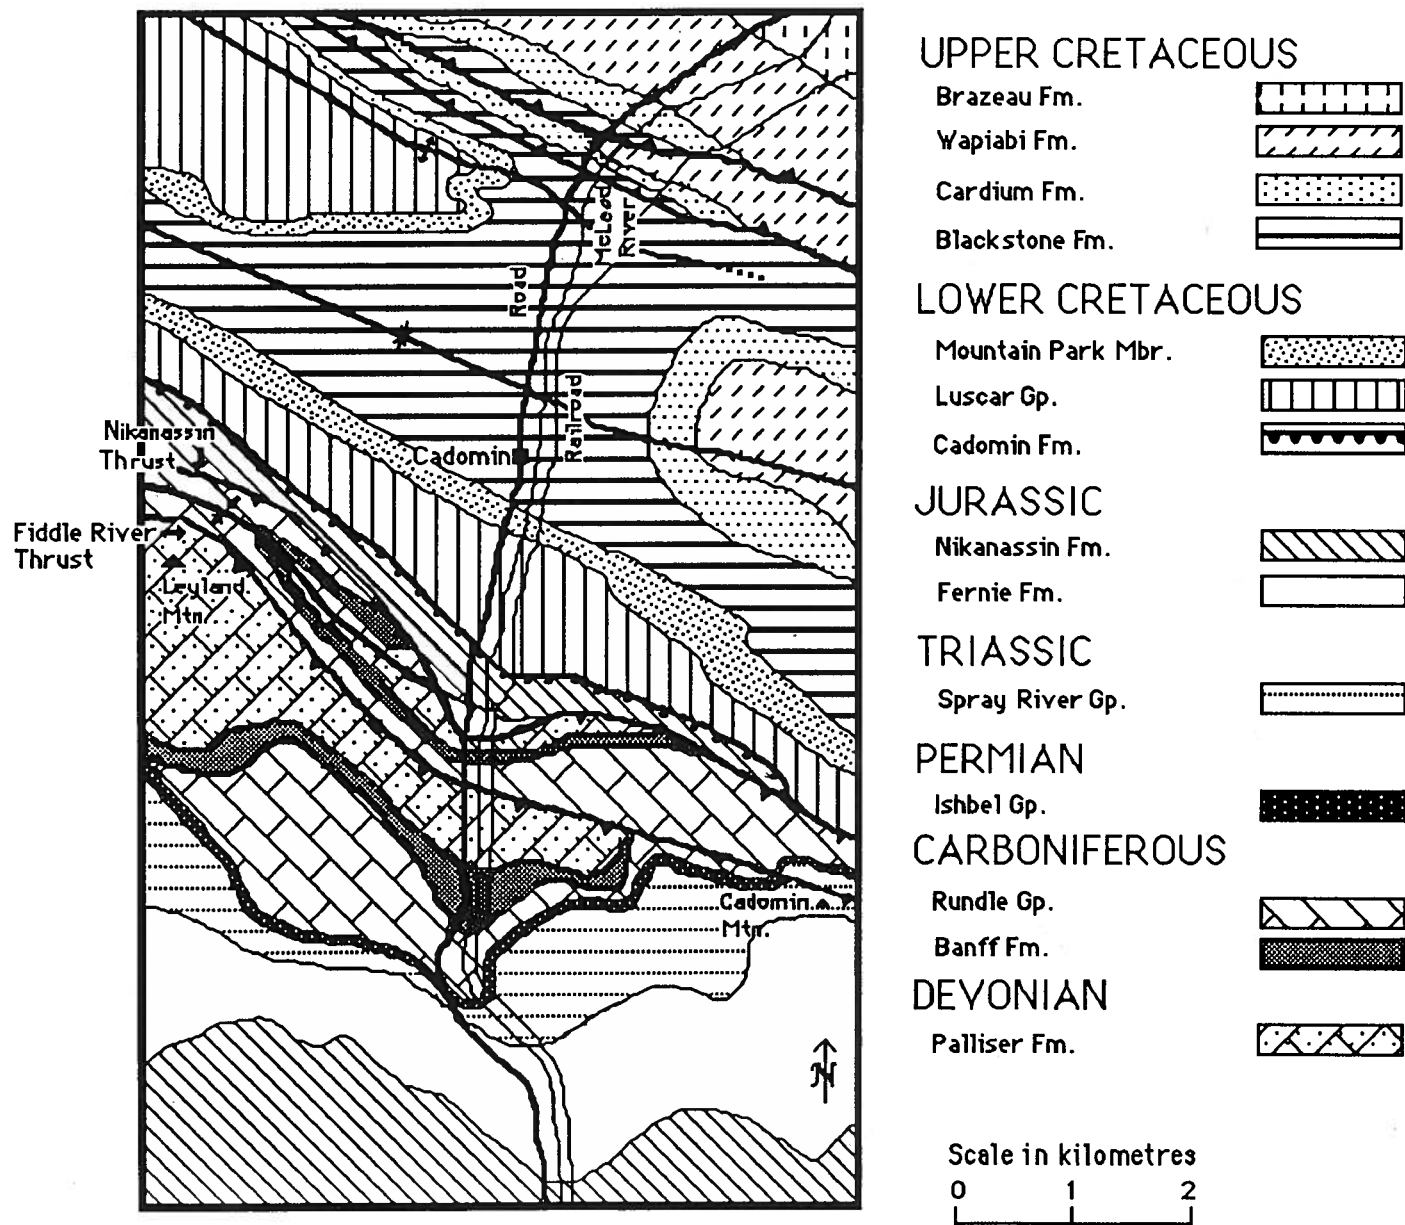 UPPER CRETACEOUS
Brazeau Fm.
Wapiabi Fm.
Cardium Fm.
Blackstone Fm.
LOWER CRETACEOUS
Mountain Park Mbr.
Luscar Gp.
Cadomin Fm.
JURASSIC
Nikanassin Fm.
Fernie Fm.
TRIASSIC
Spray River Gp.
PERMIAN
Ishbel Gp.
CARBONIFEROUS
Rundle Gp.
Banff Fm.
DEVONIAN
Palliser Fm.
Scale in kilometres
0 1 2
McLeod
River
Road
Railroad
Cadomin
Nikanassin
Thrust
Fiddle River
Thrust
Leyland
Mtn.
Cadomin
Mtn.
N